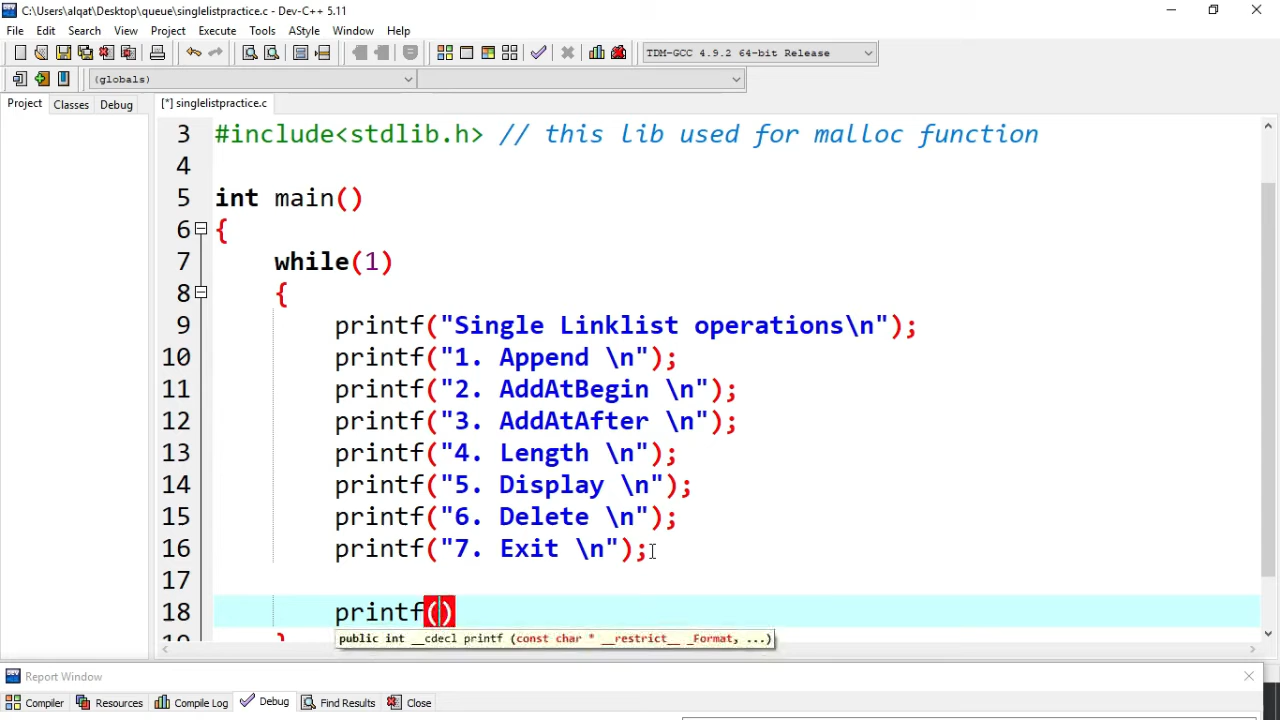 C:\Users\alqat\Desktop\queue\singlelistpractice.c - Dev-C++ 5.11
File Edit Search View Project Execute Tools AStyle Window Help
TDM-GCC 4.9.2 64-bit Release
(globals)
Project Classes Debug [*] singlelistpractice.c
3 #include<stdlib.h> // this lib used for malloc function
4
5 int main()
6 {
7 while(1)
8 {
9 printf("Single Linklist operations\n");
10 printf("1. Append \n");
11 printf("2. AddAtBegin \n");
12 printf("3. AddAtAfter \n");
13 printf("4. Length \n");
14 printf("5. Display \n");
15 printf("6. Delete \n");
16 printf("7. Exit \n");
17
18 printf()
public int __cdecl printf (const char * __restrict__ _Format, ...)
19 }
Report Window
Compiler Resources Compile Log Debug Find Results Close